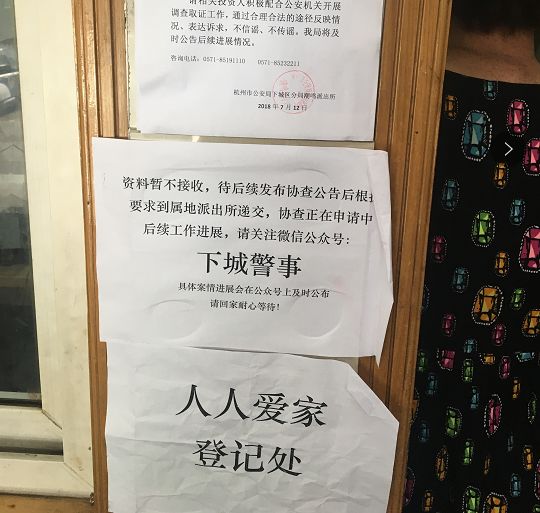 请相关投资人积极配合公安机关开展
调查取证工作，通过合理合法的途径反映情
况、表达诉求，不信谣、不传谣。我局将及
时公告后续进展情况。
咨询电话：0571-85191110 0571-85232211
杭州市公安局下城区分局潮鸣派出所
2018年7月12日
资料暂不接收，待后续发布协查公告后根据
要求到属地派出所递交，协查正在申请中
后续工作进展，请关注微信公众号：
下城警事
具体案情进展会在公众号上及时公布
请回家耐心等待！
人人爱家
登记处